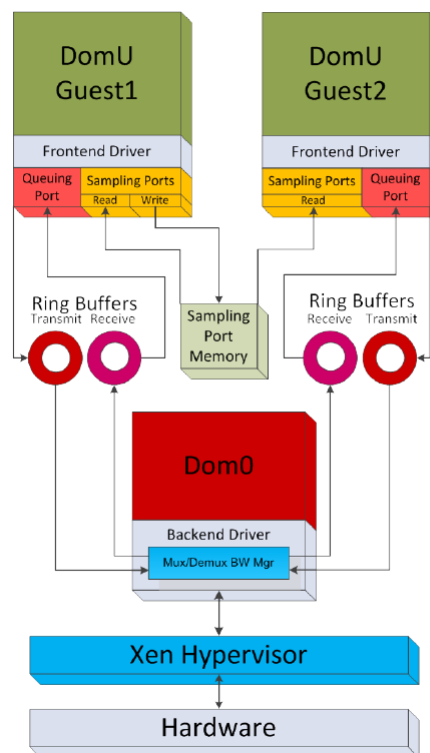 DomU
Guest1
Frontend Driver
Queuing
Port
Sampling Ports
Read
Write
DomU
Guest2
Frontend Driver
Sampling Ports
Read
Queuing
Port
Ring Buffers
Transmit Receive
Sampling
Port
Memory
Ring Buffers
Receive Transmit
Dom0
Backend Driver
Mux/Demux BW Mgr
Xen Hypervisor
Hardware